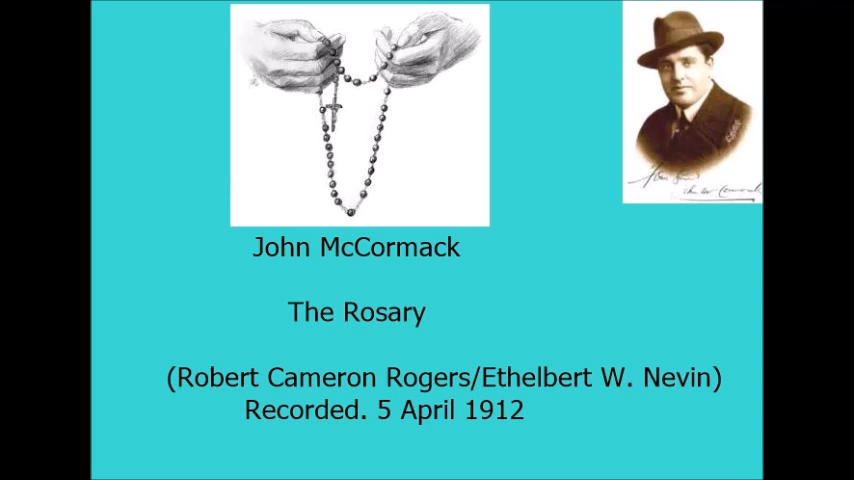 John McCormack
The Rosary
(Robert Cameron Rogers/Ethelbert W. Nevin)
Recorded. 5 April 1912